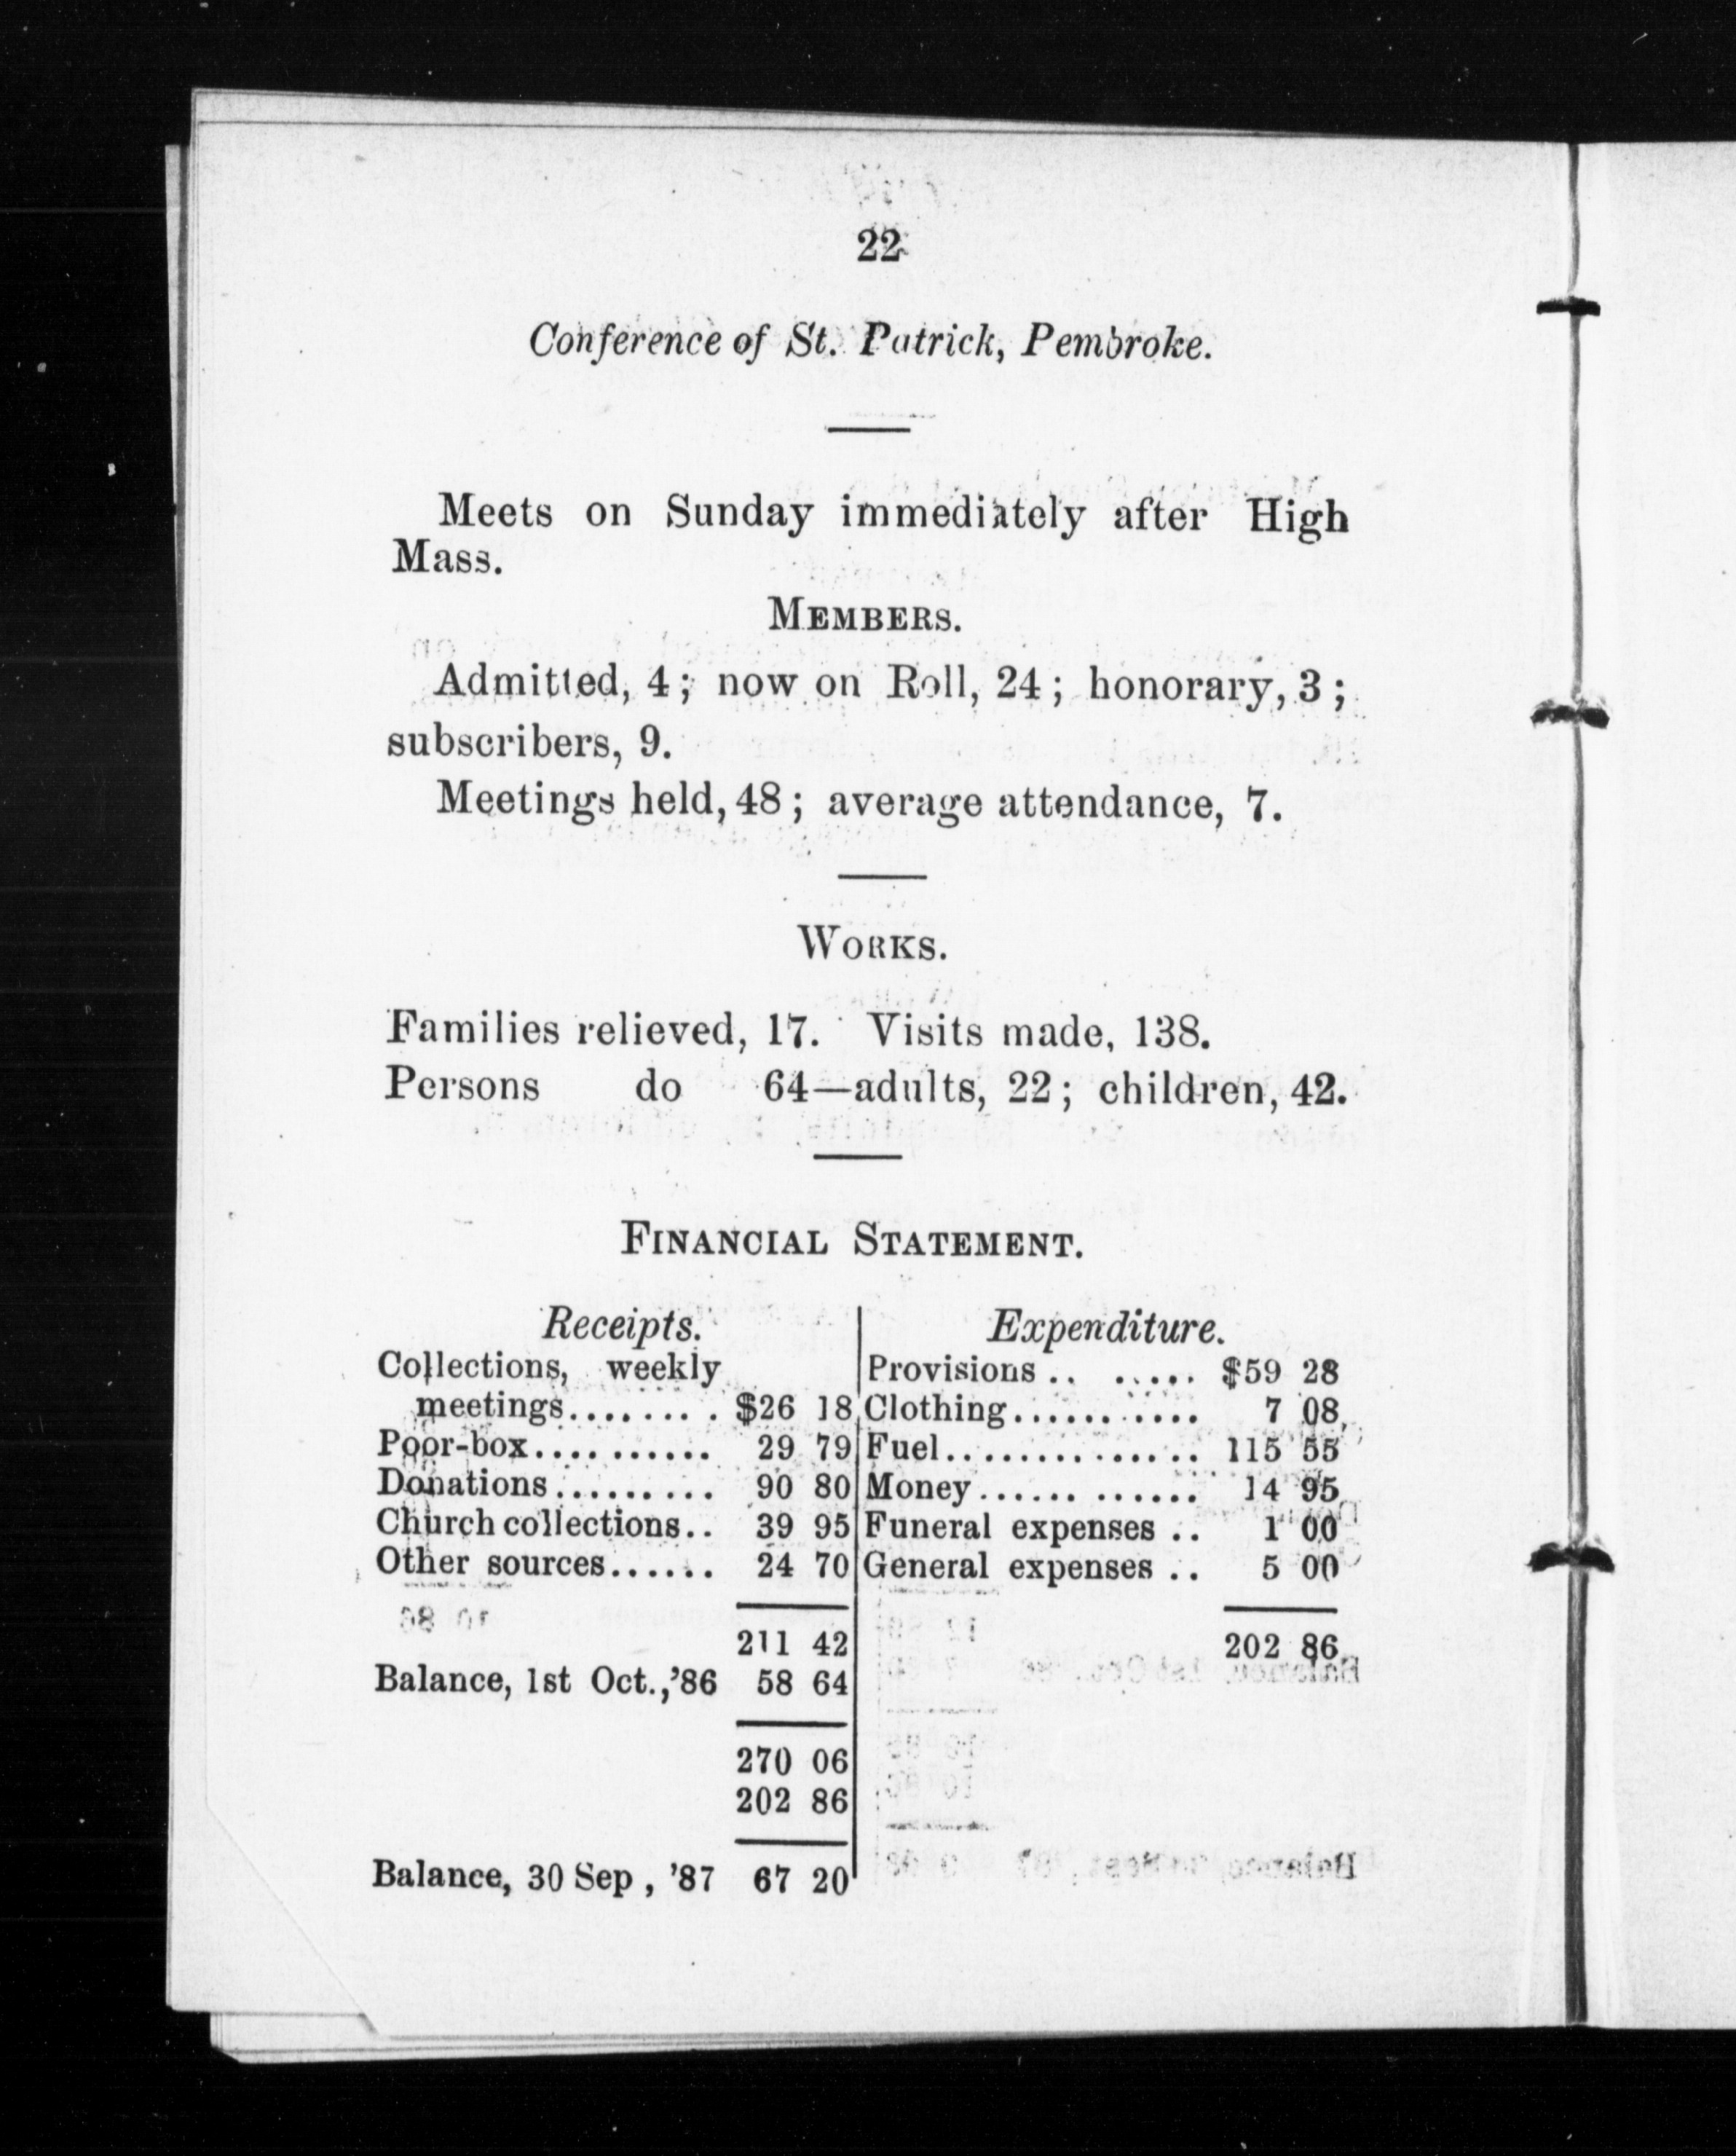 22
Conference of St. Patrick, Pembroke.
Meets on Sunday immediately after High
Mass.
MEMBERS.
Admitted, 4; now on Roll, 24; honorary, 3;
subscribers, 9.
Meetings held, 48; average attendance, 7.
WORKS.
Families relieved, 17. Visits made, 138.
Persons do 64—adults, 22; children, 42.
FINANCIAL STATEMENT.
Receipts.
Collections, weekly
meetings........ $26 18
Poor-box........... 29 79
Donations.......... 90 80
Church collections.. 39 95
Other sources...... 24 70
211 42
Balance, 1st Oct.,'86 58 64
270 06
202 86
Balance, 30 Sep , '87 67 20
Expenditure.
Provisions .. ..... $59 28
Clothing........... 7 08
Fuel............... 115 55
Money...... ...... 14 95
Funeral expenses .. 1 00
General expenses .. 5 00
202 86